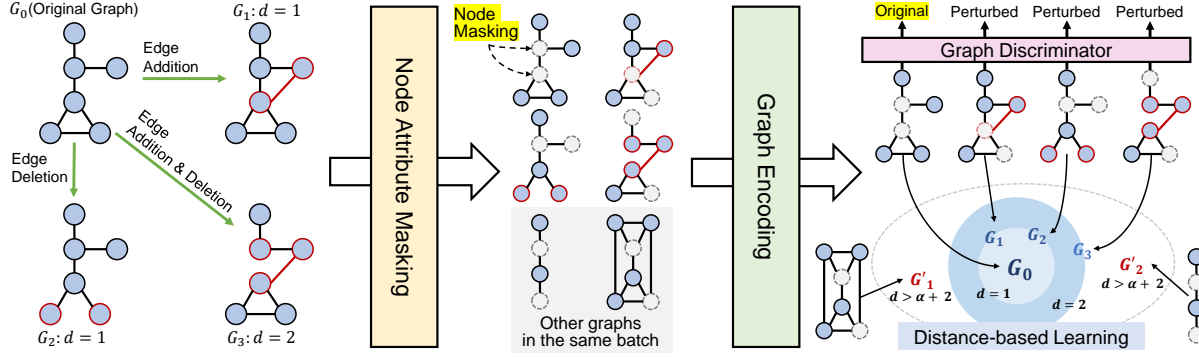 G₀(Original Graph)
G₁: d = 1
Edge
Addition
Edge
Addition & Deletion
Edge
Deletion
G₂: d = 1
G₃: d = 2
Node Attribute Masking
Node
Masking
Other graphs
in the same batch
Graph Encoding
Original
Perturbed
Perturbed
Perturbed
Graph Discriminator
G₁
G₂
G₃
G₀
G'₁
d > α + 2
d = 1
d = 2
G'₂
d > α + 2
Distance-based Learning